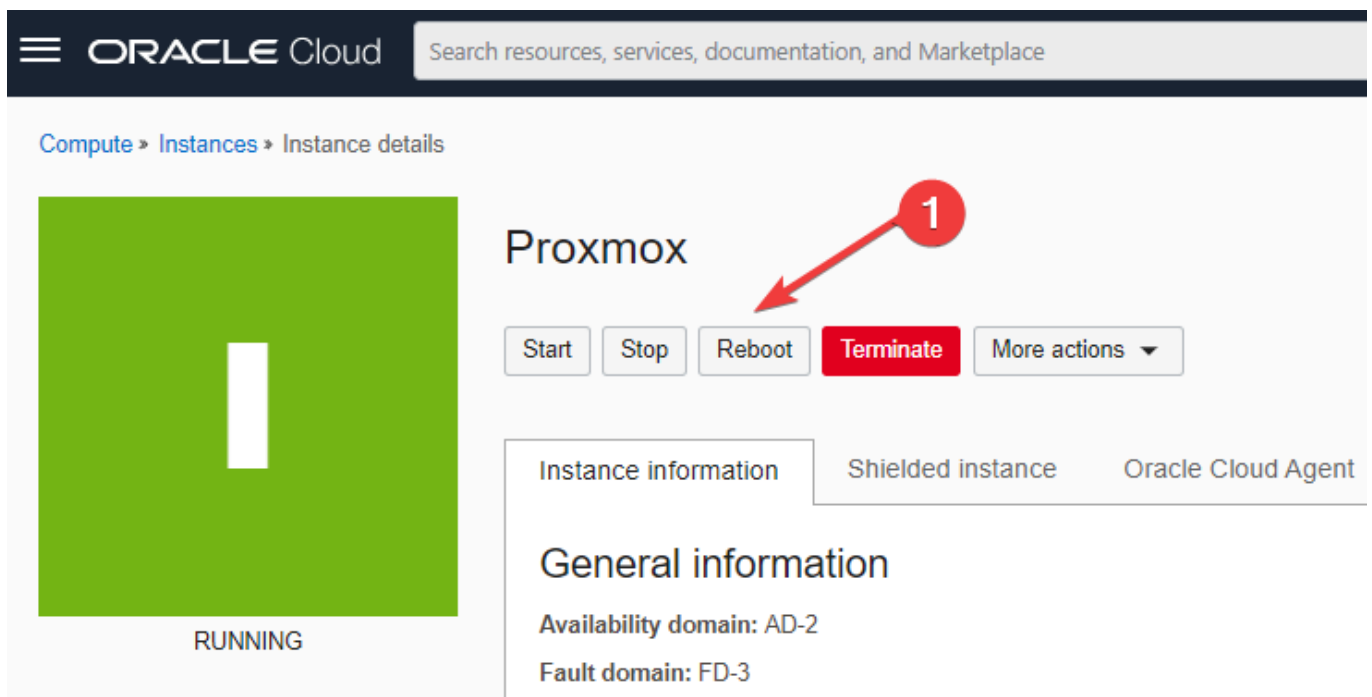 ORACLE Cloud Search resources, services, documentation, and Marketplace
Compute » Instances » Instance details
1
Proxmox
Start Stop Reboot Terminate More actions
Instance information Shielded instance Oracle Cloud Agent
General information
Availability domain: AD-2
Fault domain: FD-3
I
RUNNING